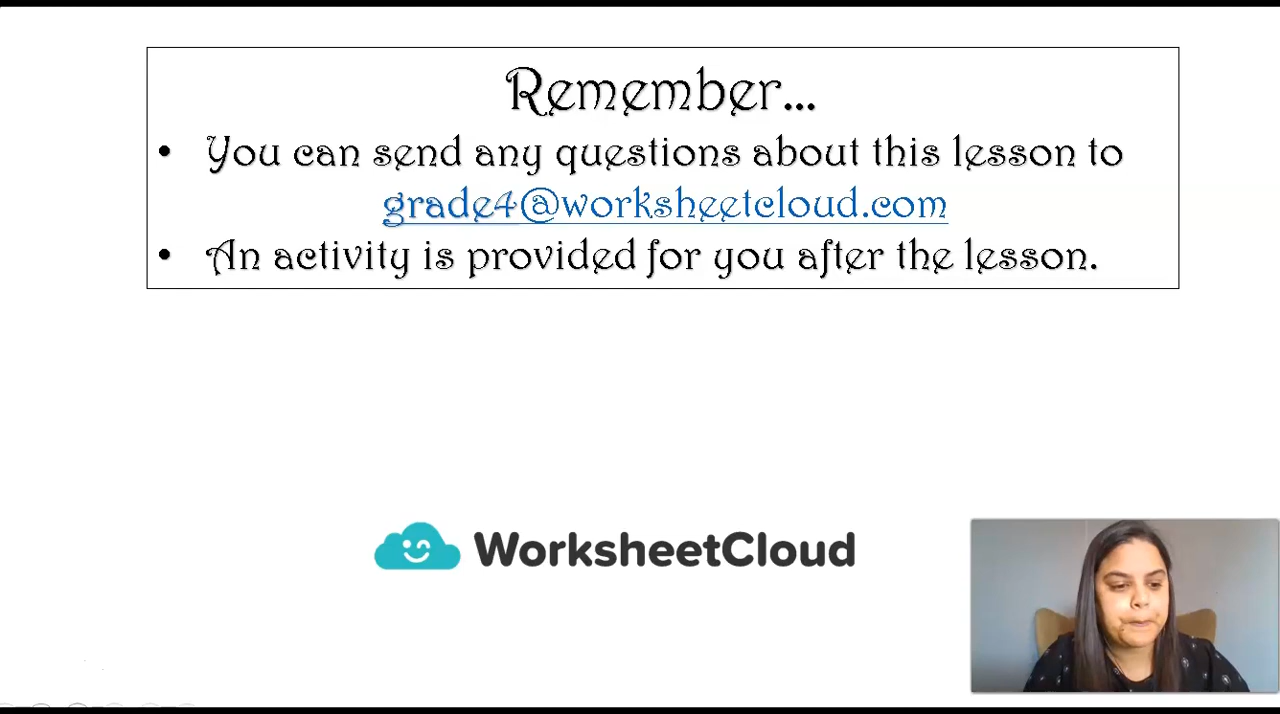 Remember...
• You can send any questions about this lesson to
grade4@worksheetcloud.com
• An activity is provided for you after the lesson.
WorksheetCloud